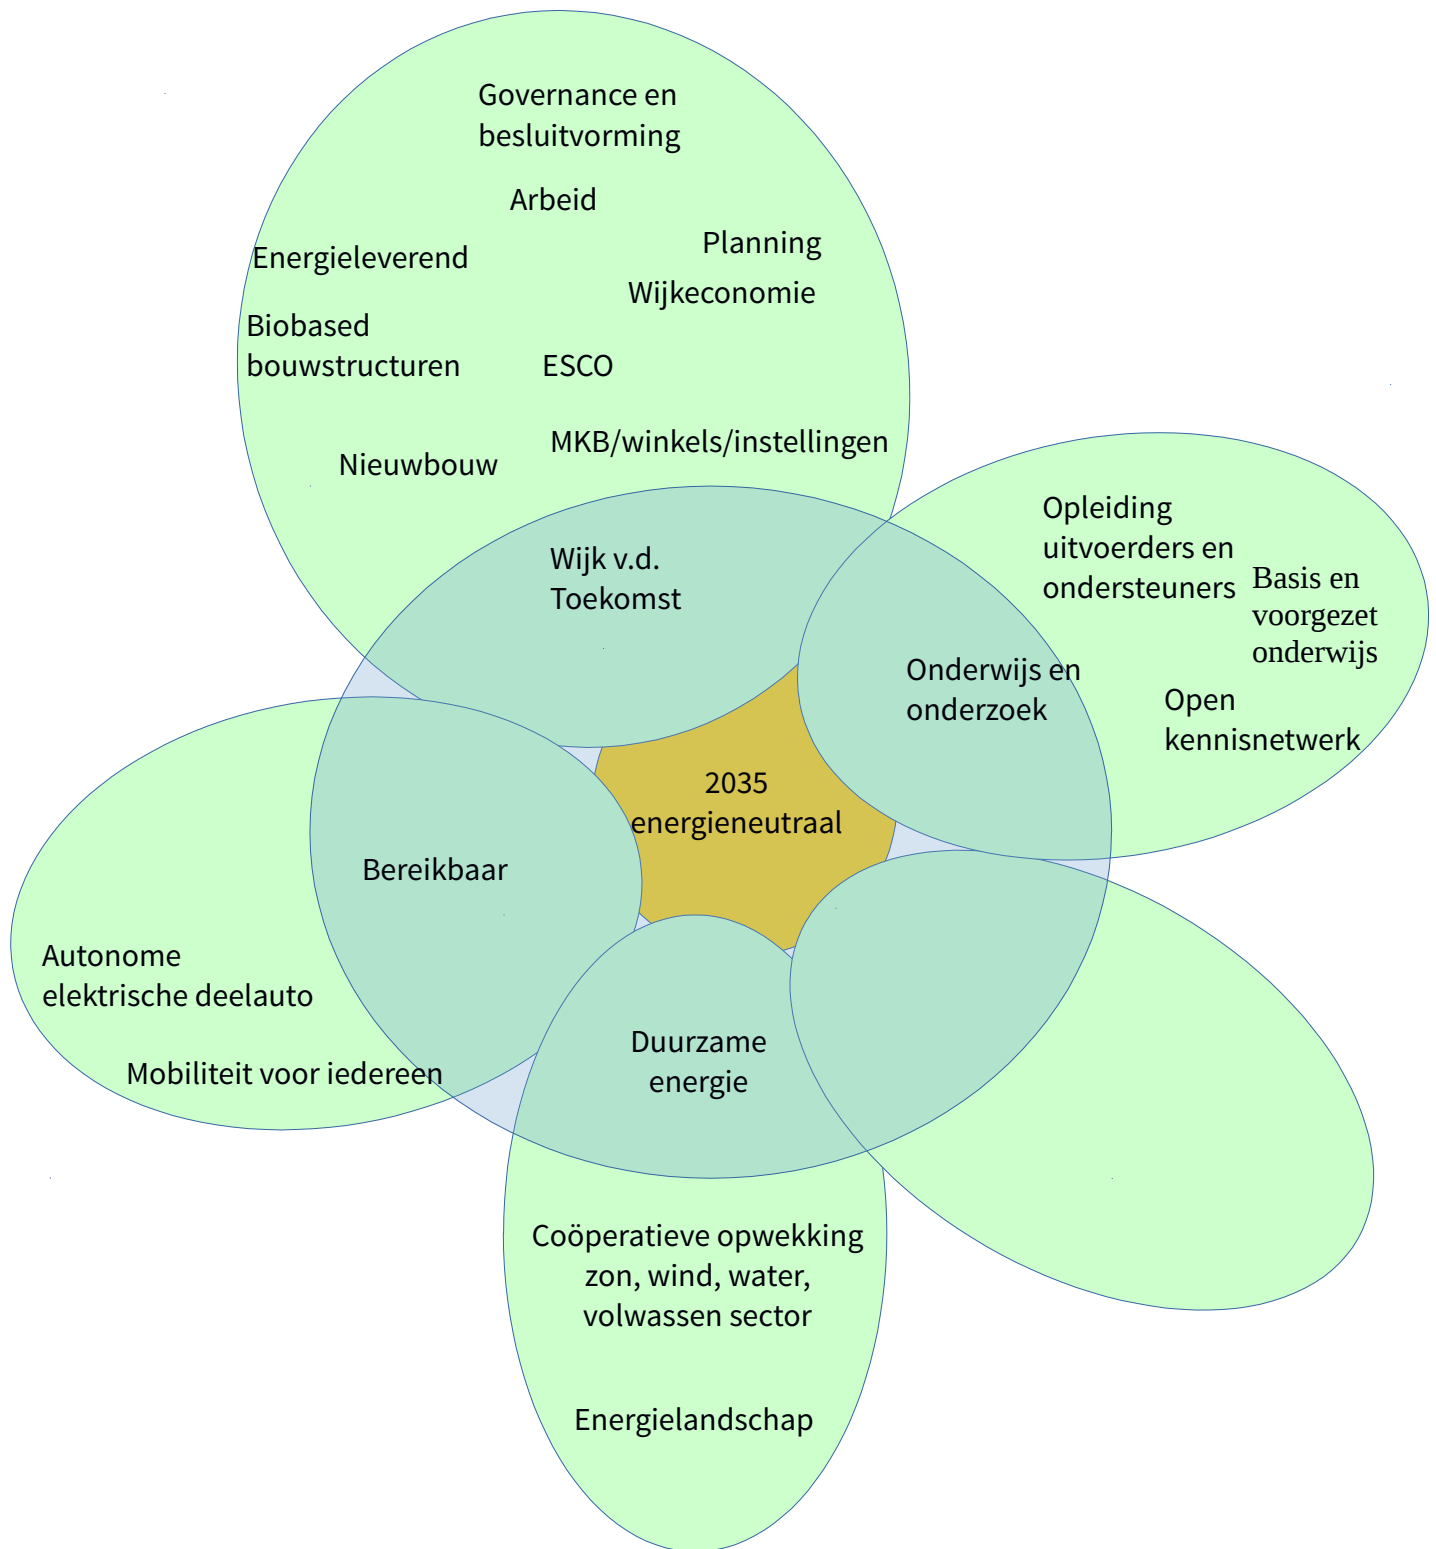 Governance en
besluitvorming
Arbeid
Planning
Energieleverend
Wijkeconomie
Biobased
bouwstructuren
ESCO
MKB/winkels/instellingen
Nieuwbouw
Wijk v.d.
Toekomst
Opleiding
uitvoerders en
ondersteuners
Basis en
voorgezet
onderwijs
Onderwijs en
onderzoek
Open
kennisnetwerk
2035
energieneutraal
Bereikbaar
Autonome
elektrische deelauto
Mobiliteit voor iedereen
Duurzame
energie
Coöperatieve opwekking
zon, wind, water,
volwassen sector
Energielandschap